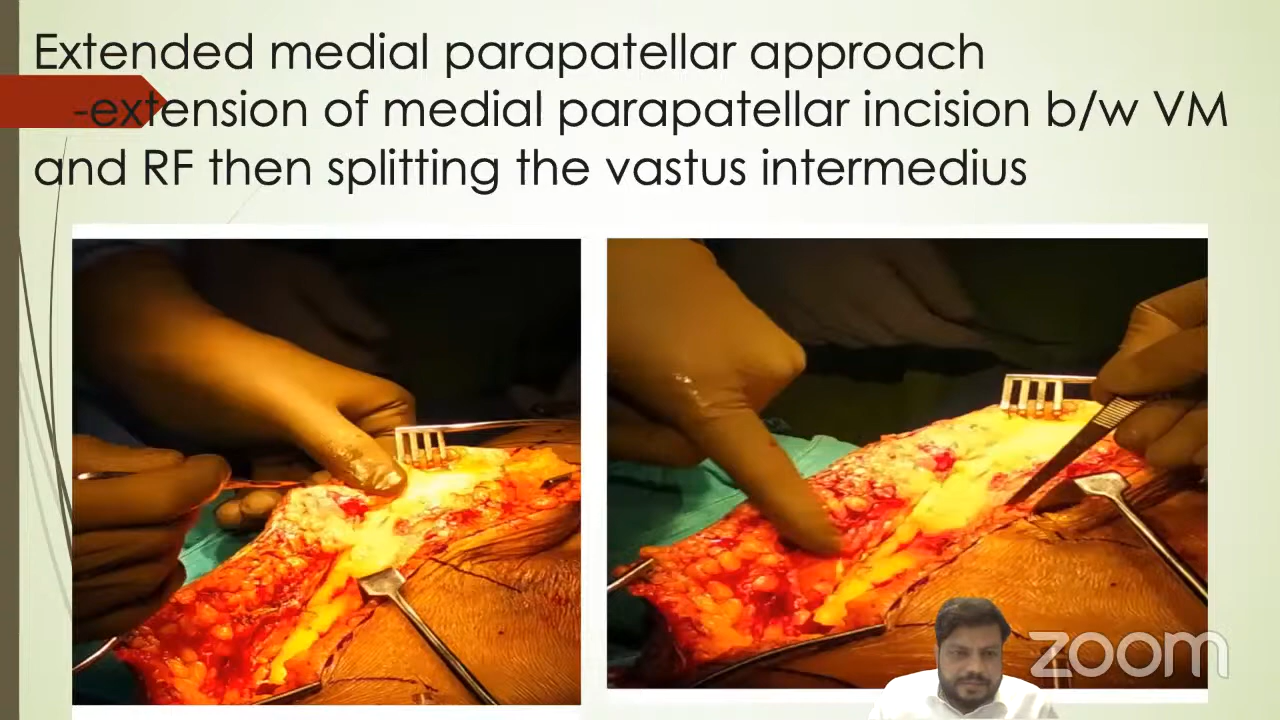 Extended medial parapatellar approach
-extension of medial parapatellar incision b/w VM
and RF then splitting the vastus intermedius
zoom